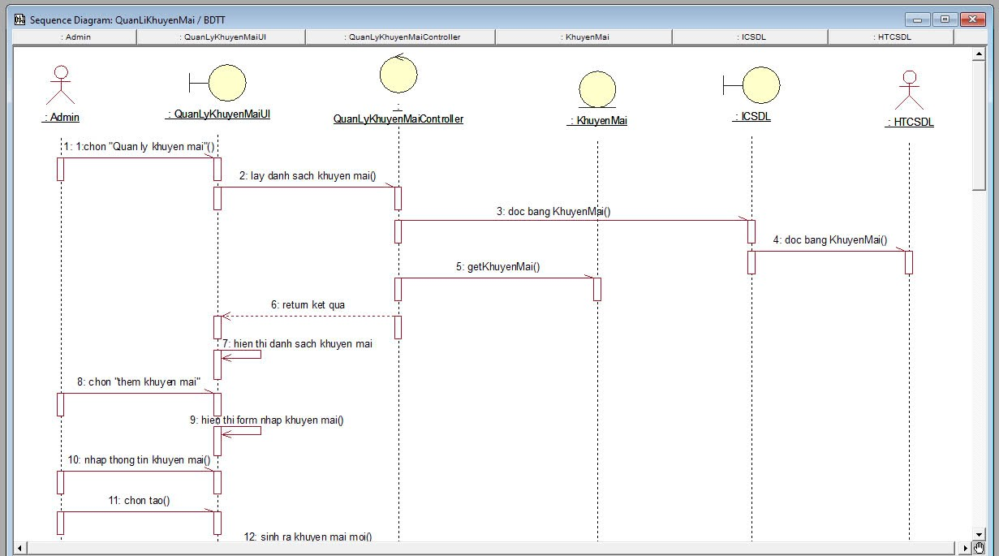 Sequence Diagram: QuanLiKhuyenMai / BDTT
: Admin
: QuanLyKhuyenMaiUI
: QuanLyKhuyenMaiController
: KhuyenMai
: ICSDL
: HTCSDL
: Admin
: QuanLyKhuyenMaiUI
:
QuanLyKhuyenMaiController
: KhuyenMai
: ICSDL
: HTCSDL
1: 1:chon "Quan ly khuyen mai"()
2: lay danh sach khuyen mai()
3: doc bang KhuyenMai()
4: doc bang KhuyenMai()
5: getKhuyenMai()
6: return ket qua
7: hien thi danh sach khuyen mai
8: chon "them khuyen mai"
9: hien thi form nhap khuyen mai()
10: nhap thong tin khuyen mai()
11: chon tao()
12: sinh ra khuyen mai moi()